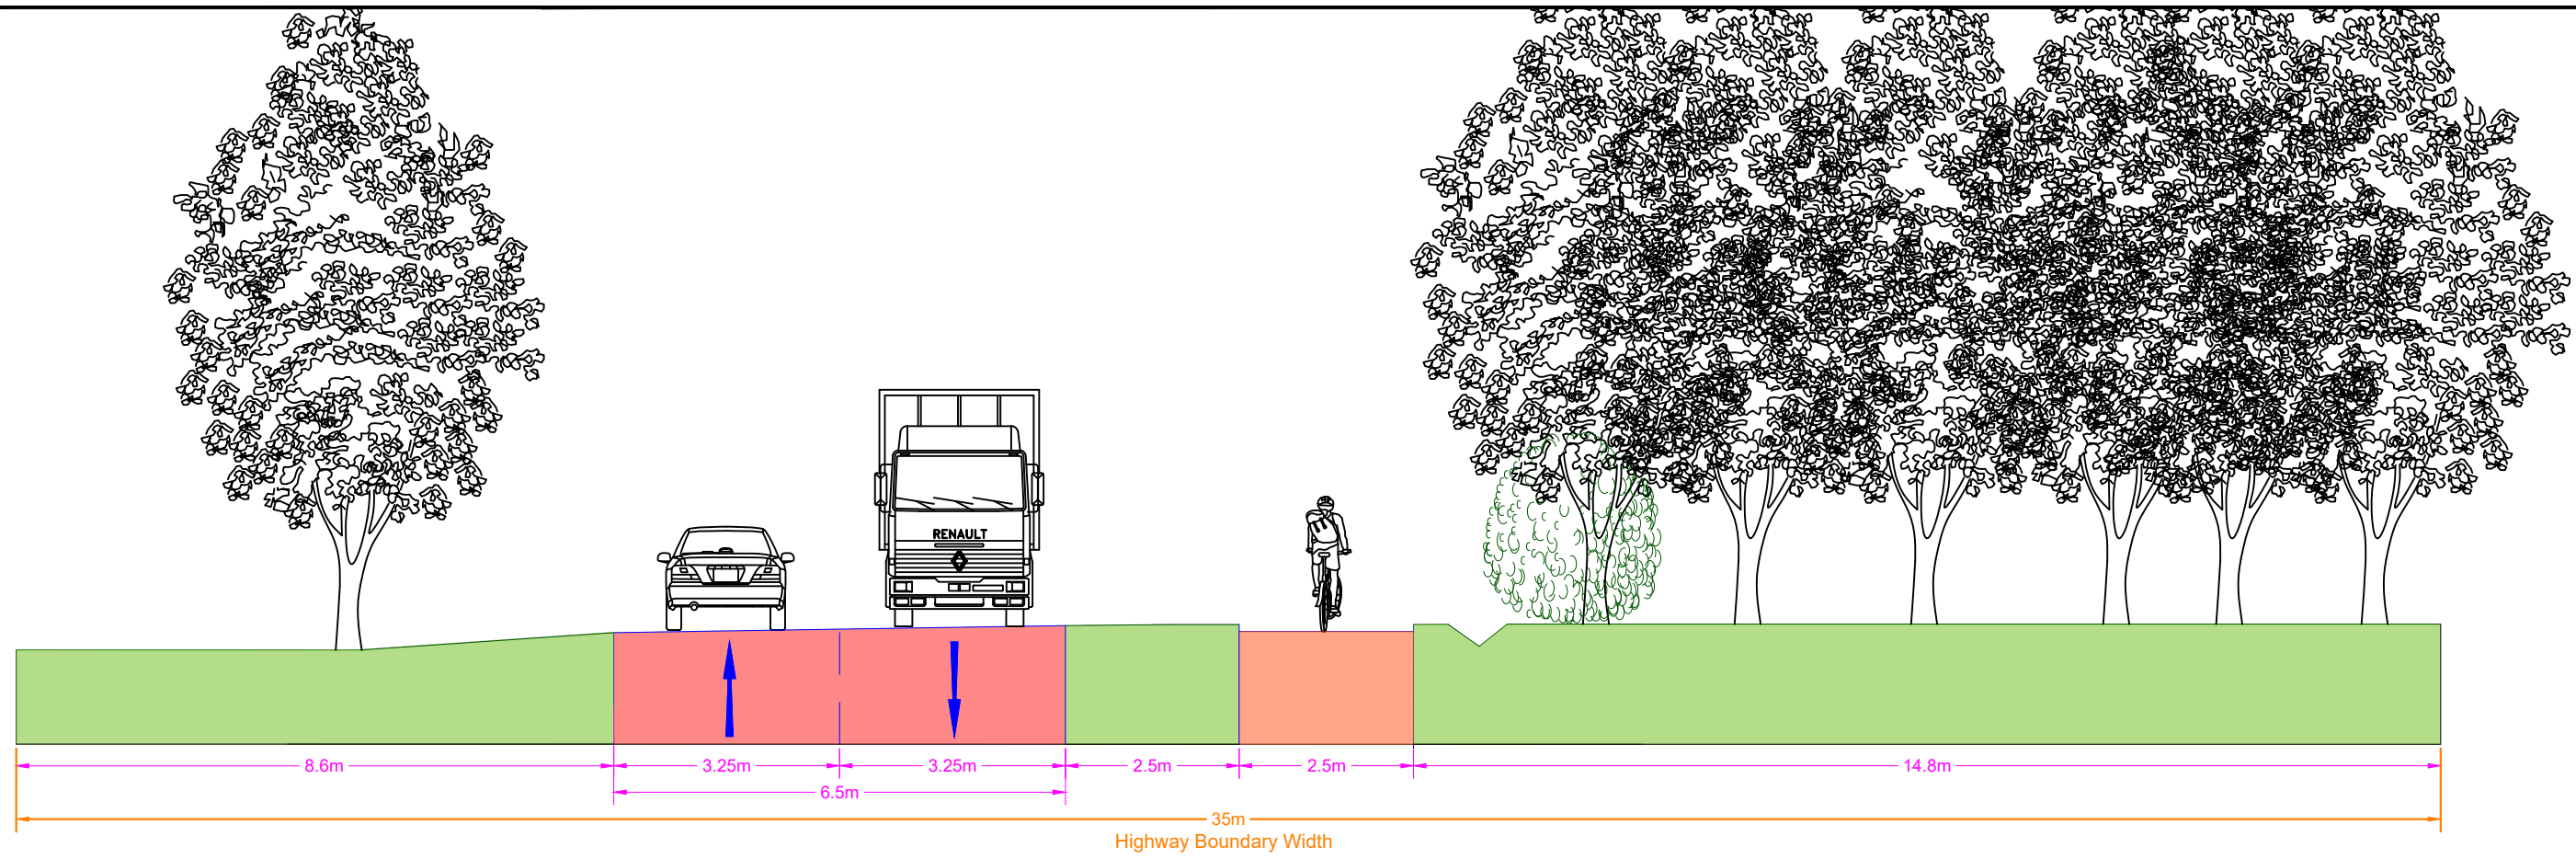 RENAULT
8.6m
3.25m
3.25m
2.5m
2.5m
14.8m
6.5m
35m
Highway Boundary Width